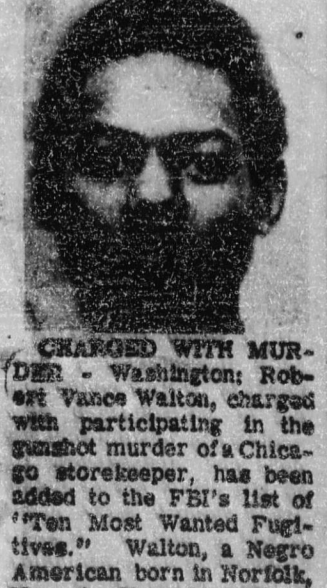 CHARGED WITH MUR-
DER - Washington: Rob-
ert Vance Walton, charged
with participating in the
gunshot murder of a Chica-
go storekeeper, has been
added to the FBI's list of
"Ten Most Wanted Fugi-
tives." Walton, a Negro
American born in Norfolk,